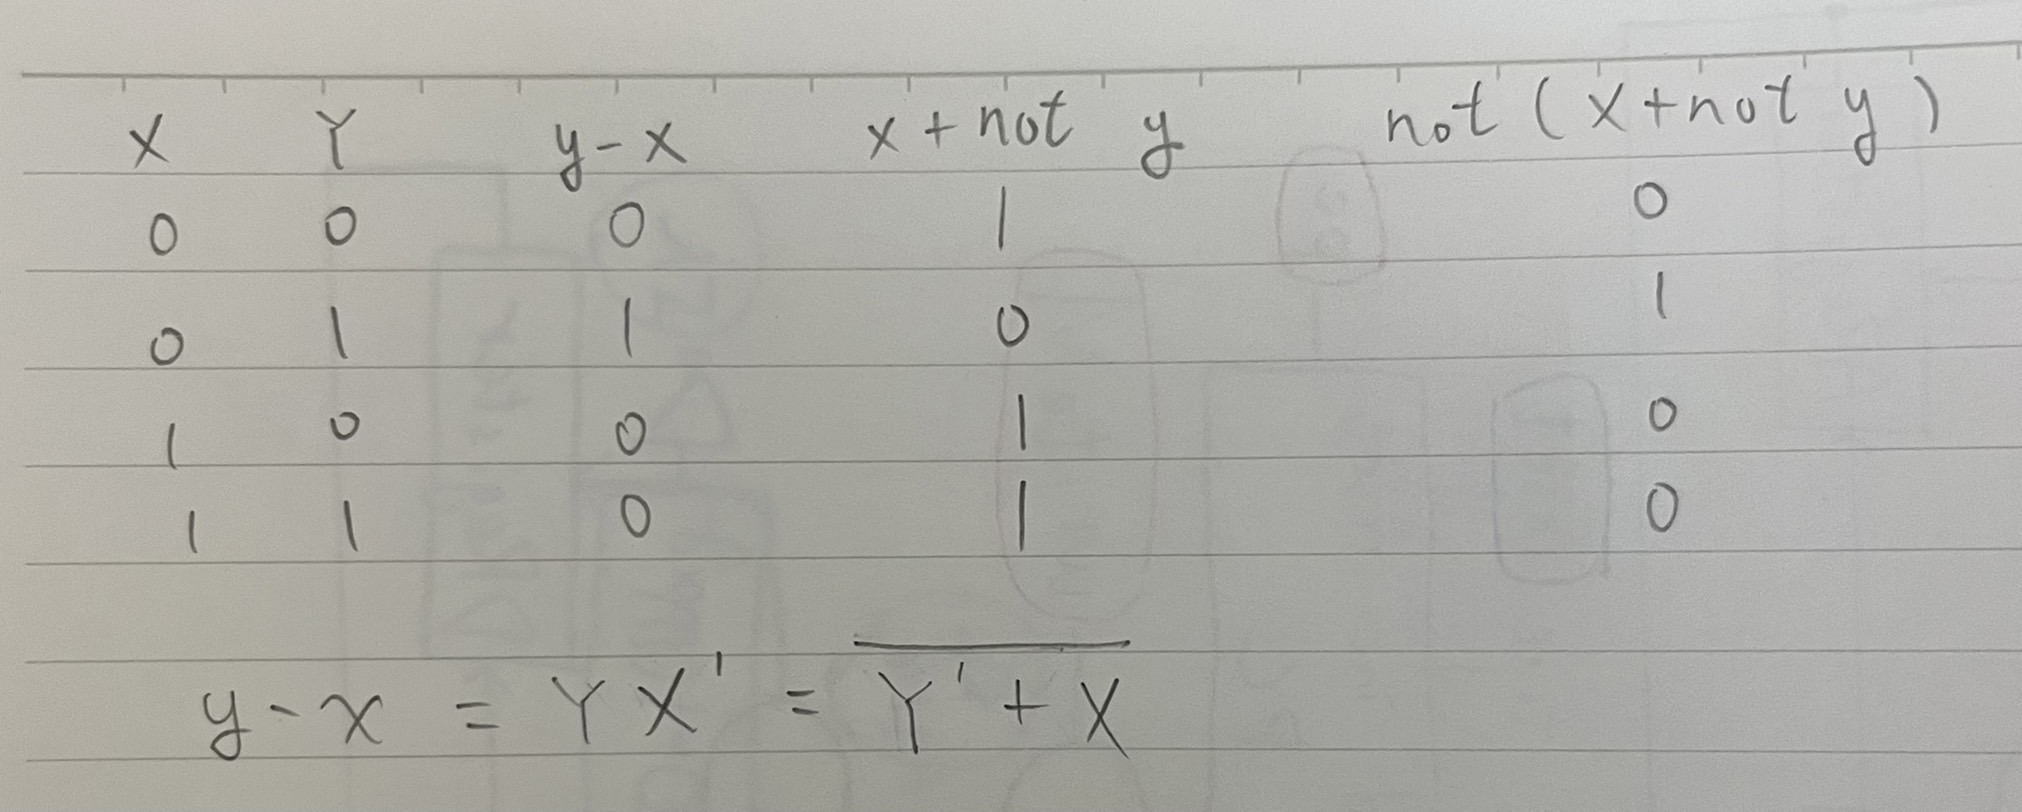 X Y y-x x+not y not (x+not y)
0 0 0 1 0
0 1 1 0 1
1 0 0 1 0
1 1 0 1 0
y-x = YX' = \overline{Y'+X}